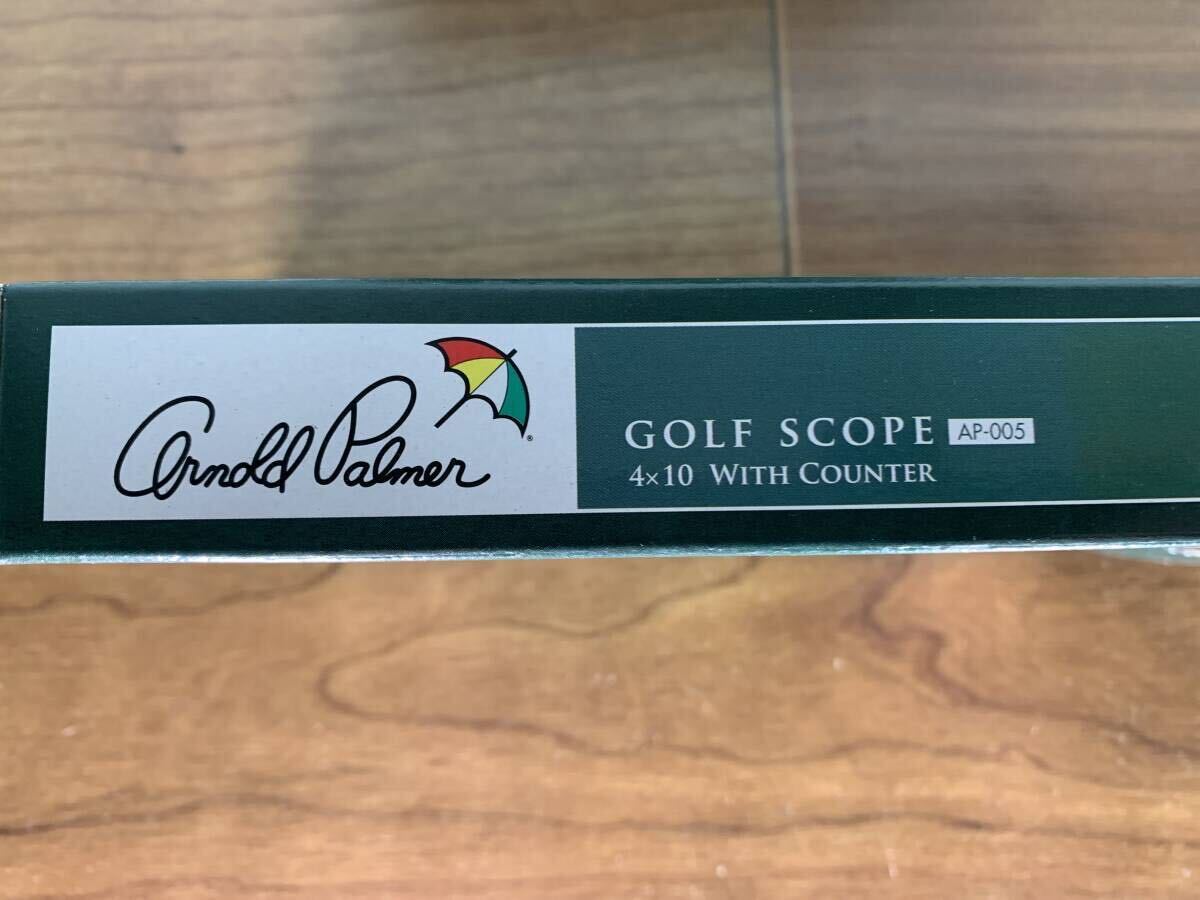 Arnold Palmer
GOLF SCOPE AP-005
4×10 WITH COUNTER